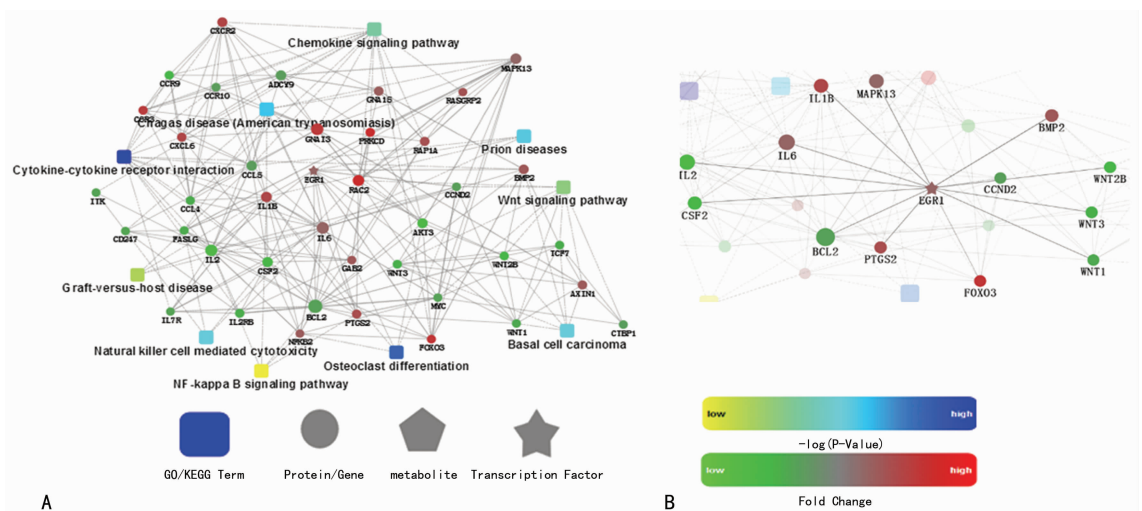 CXCR2
Chemokine signaling pathway
MAPK13
CCR9
ADCY9
CCR10
GNA15
RASGRP2
CCR3
Chagas disease (American trypanosomiasis)
CXCL6
GNAI3
PRKCD
RAP1A
Prion diseases
Cytokine-cytokine receptor interaction
CCL5
EGR1
RAC2
BMP2
CCND2
Wnt signaling pathway
ITK
CCL4
IL1B
CD247
FASLG
IL6
AKT3
IL2
CSF2
GAB2
WNT3
WNT2B
TCF7
Graft-versus-host disease
AXIN1
IL7R
IL2RB
BCL2
PTGS2
MYC
WNT1
CTBP1
Natural killer cell mediated cytotoxicity
NFKB2
FOXO3
Basal cell carcinoma
Osteoclast differentiation
NF-kappa B signaling pathway
GO/KEGG Term
Protein/Gene
metabolite
Transcription Factor
A
IL1B
MAPK13
BMP2
IL6
IL2
CCND2
WNT2B
EGR1
CSF2
WNT3
BCL2
PTGS2
WNT1
FOXO3
low
high
-log(P-Value)
low
high
Fold Change
B